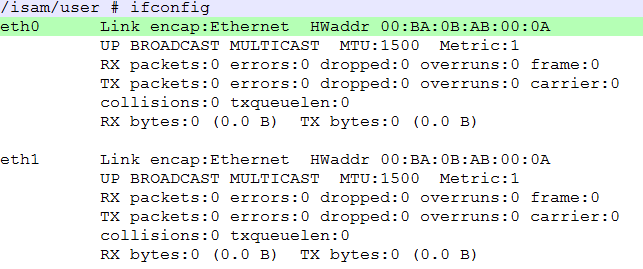 /isam/user # ifconfig
eth0      Link encap:Ethernet  HWaddr 00:BA:0B:AB:00:0A
          UP BROADCAST MULTICAST  MTU:1500  Metric:1
          RX packets:0 errors:0 dropped:0 overruns:0 frame:0
          TX packets:0 errors:0 dropped:0 overruns:0 carrier:0
          collisions:0 txqueuelen:0
          RX bytes:0 (0.0 B)  TX bytes:0 (0.0 B)

eth1      Link encap:Ethernet  HWaddr 00:BA:0B:AB:00:0A
          UP BROADCAST MULTICAST  MTU:1500  Metric:1
          RX packets:0 errors:0 dropped:0 overruns:0 frame:0
          TX packets:0 errors:0 dropped:0 overruns:0 carrier:0
          collisions:0 txqueuelen:0
          RX bytes:0 (0.0 B)  TX bytes:0 (0.0 B)